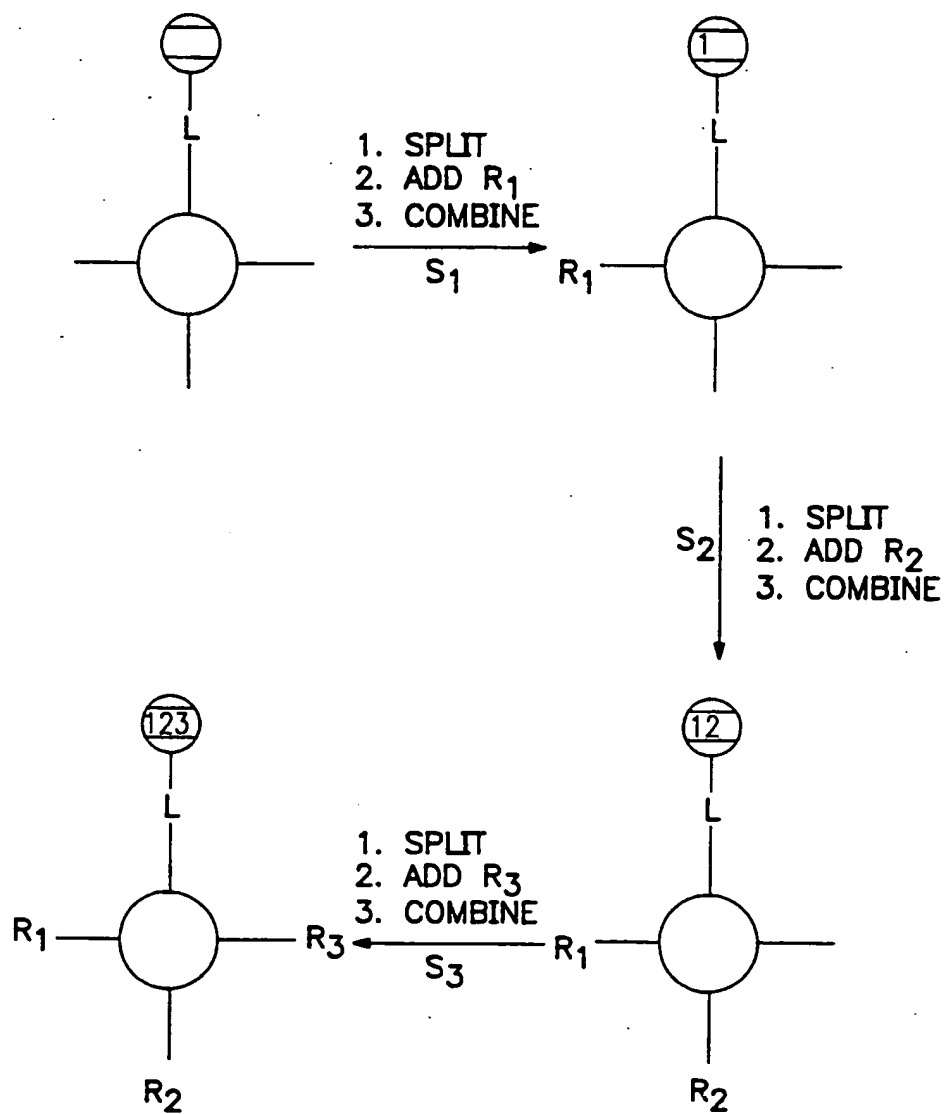 1
L
L
1. SPLIT
2. ADD R₁
3. COMBINE
S₁
R₁
S₂
1. SPLIT
2. ADD R₂
3. COMBINE
123
12
L
L
1. SPLIT
2. ADD R₃
3. COMBINE
R₁
R₃
S₃
R₁
R₂
R₂